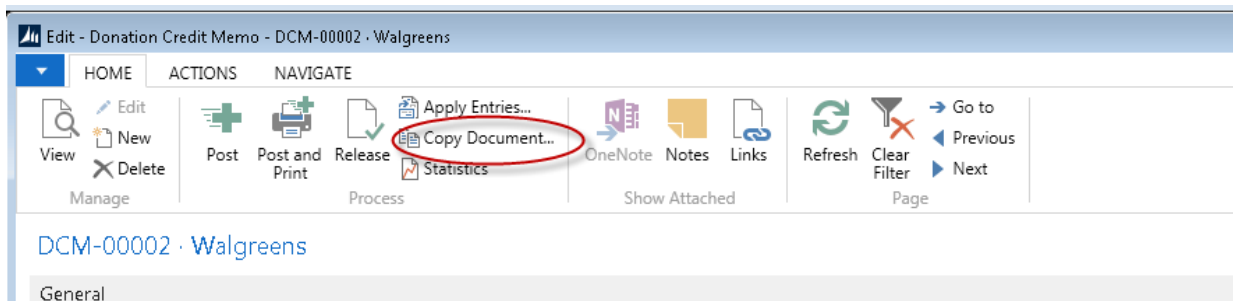 Edit - Donation Credit Memo - DCM-00002 · Walgreens
HOME ACTIONS NAVIGATE
View
Edit
New
Delete
Manage
Post
Post and Print
Release
Apply Entries...
Copy Document...
Statistics
Process
OneNote
Notes
Links
Show Attached
Refresh
Clear Filter
Go to
Previous
Next
Page
DCM-00002 · Walgreens
General